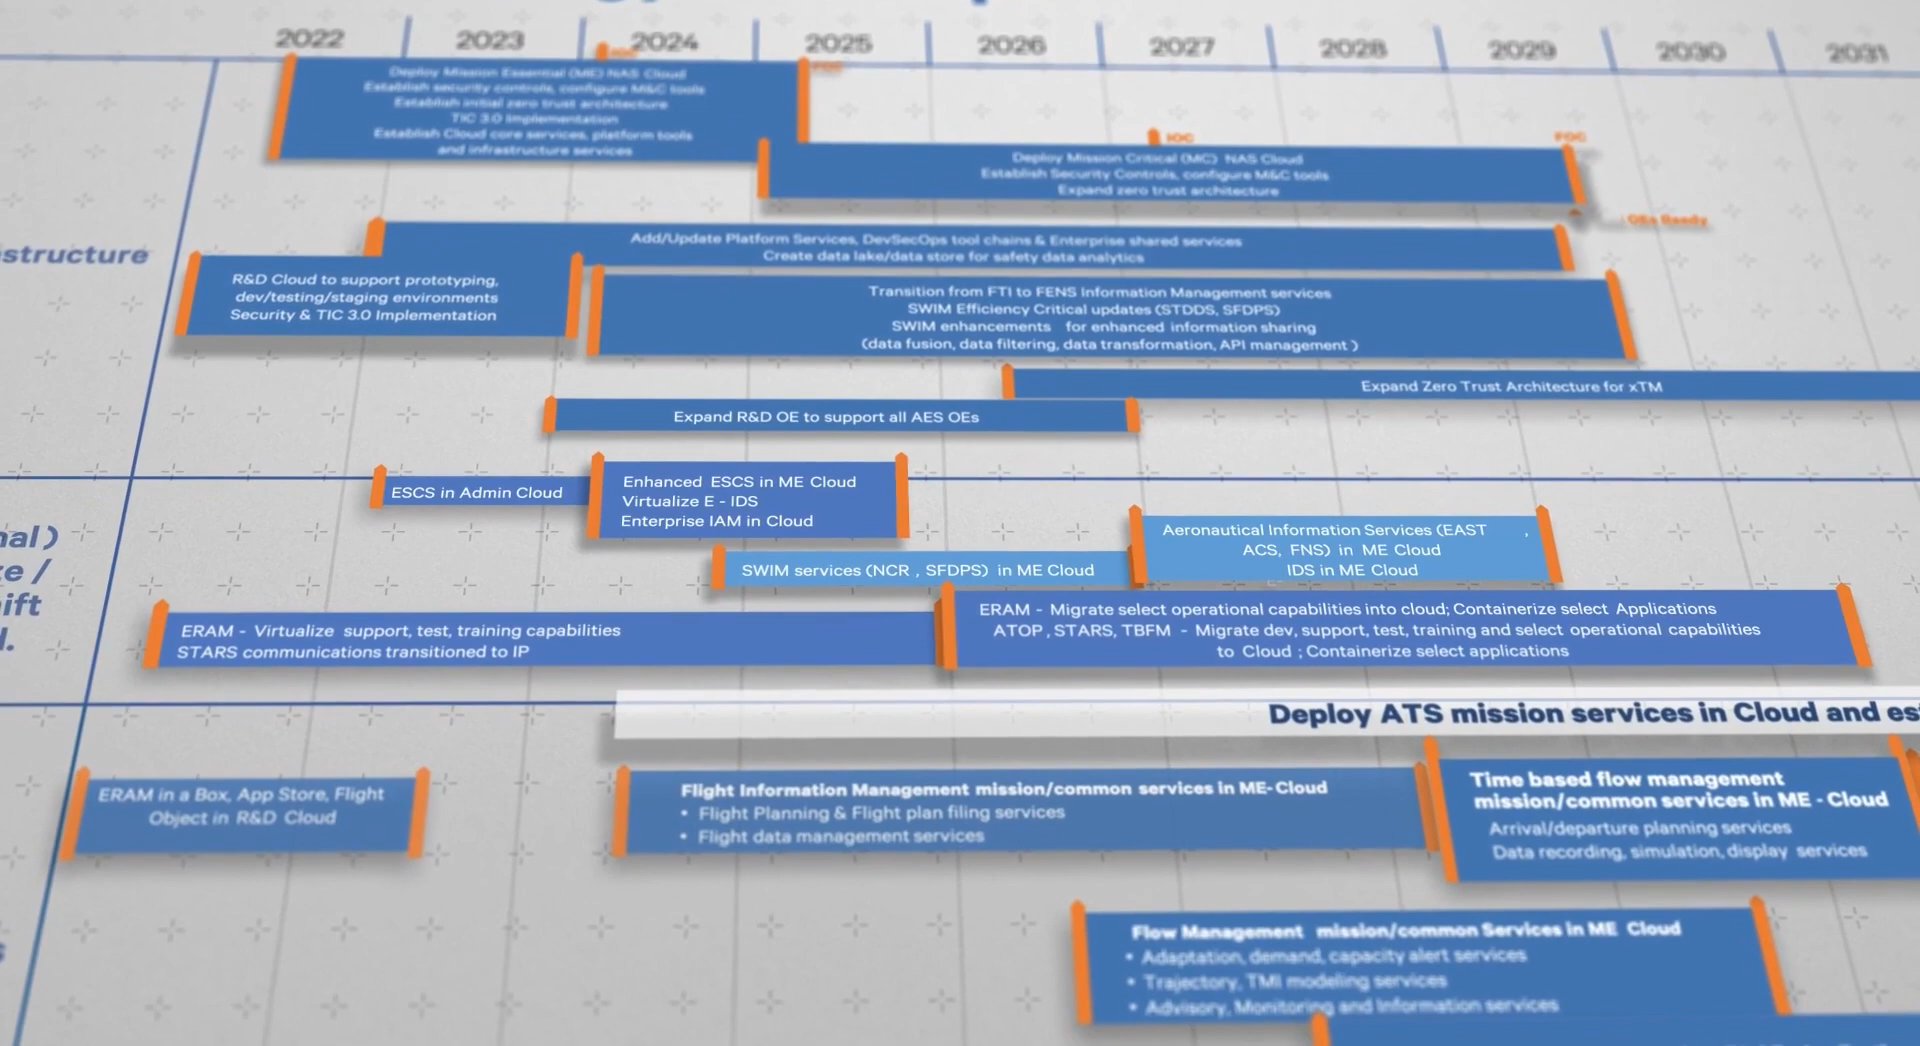 2022 2023 2024 2025 2026 2027 2028 2029 2030 2031
Deploy Mission Essential (ME) NAS Cloud
Establish security controls, configure M&C tools
Establish initial zero trust architecture
TIC 3.0 Implementation
Establish Cloud core services, platform tools
and infrastructure services
IOC
FOC
Deploy Mission Critical (MC) NAS Cloud
Establish Security Controls, configure M&C tools
Expand zero trust architecture
Add/Update Platform Services, DevSecOps tool chains & Enterprise shared services
Create data lake/data store for safety data analytics
structure
R&D Cloud to support prototyping,
dev/testing/staging environments
Security & TIC 3.0 Implementation
Transition from FTI to FENS Information Management services
SWIM Efficiency Critical updates (STDDS, SFDPS)
SWIM enhancements for enhanced information sharing
(data fusion, data filtering, data transformation, API management )
Expand Zero Trust Architecture for xTM
Expand R&D OE to support all AES OEs
ESCS in Admin Cloud
Enhanced ESCS in ME Cloud
Virtualize E - IDS
Enterprise IAM in Cloud
Aeronautical Information Services (EAST ,
ACS, FNS) in ME Cloud
IDS in ME Cloud
SWIM services (NCR , SFDPS) in ME Cloud
nal)
ze /
ift
d.
ERAM - Virtualize support, test, training capabilities
STARS communications transitioned to IP
ERAM - Migrate select operational capabilities into cloud; Containerize select Applications
ATOP , STARS, TBFM - Migrate dev, support, test, training and select operational capabilities
to Cloud ; Containerize select applications
Deploy ATS mission services in Cloud and es
ERAM in a Box, App Store, Flight
Object in R&D Cloud
Flight Information Management mission/common services in ME-Cloud
• Flight Planning & Flight plan filing services
• Flight data management services
Time based flow management
mission/common services in ME - Cloud
Arrival/departure planning services
Data recording, simulation, display services
Flow Management mission/common Services in ME Cloud
• Adaptation, demand, capacity alert services
• Trajectory, TMI modeling services
• Advisory, Monitoring and Information services
s